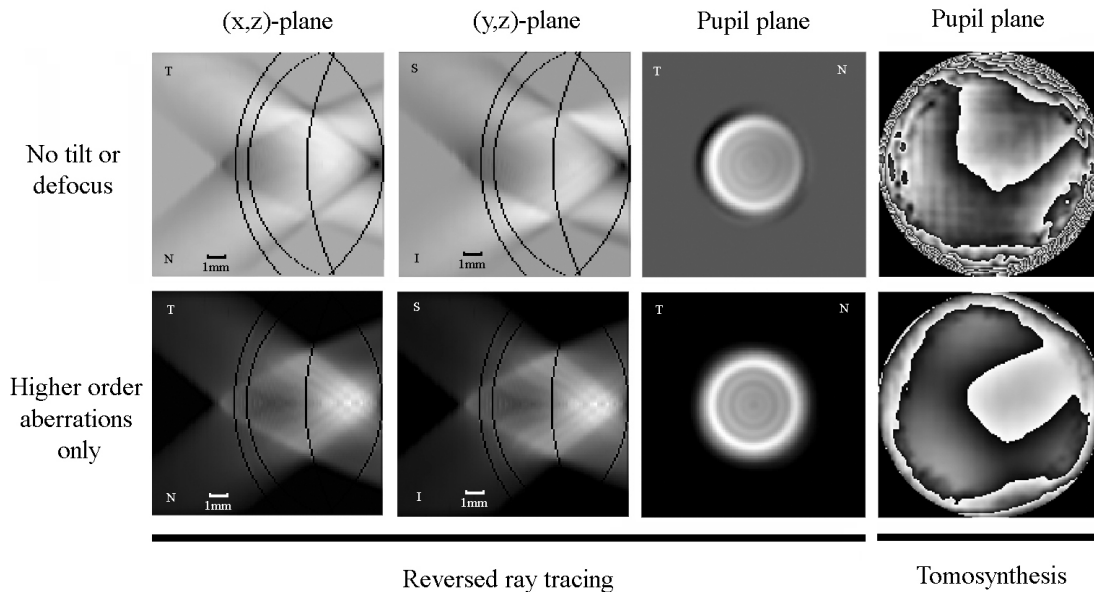 (x,z)-plane
(y,z)-plane
Pupil plane
Pupil plane
No tilt or
defocus
T
N
1mm
S
I
1mm
T
N
Higher order
aberrations
only
T
N
1mm
S
I
1mm
T
N
Reversed ray tracing
Tomosynthesis